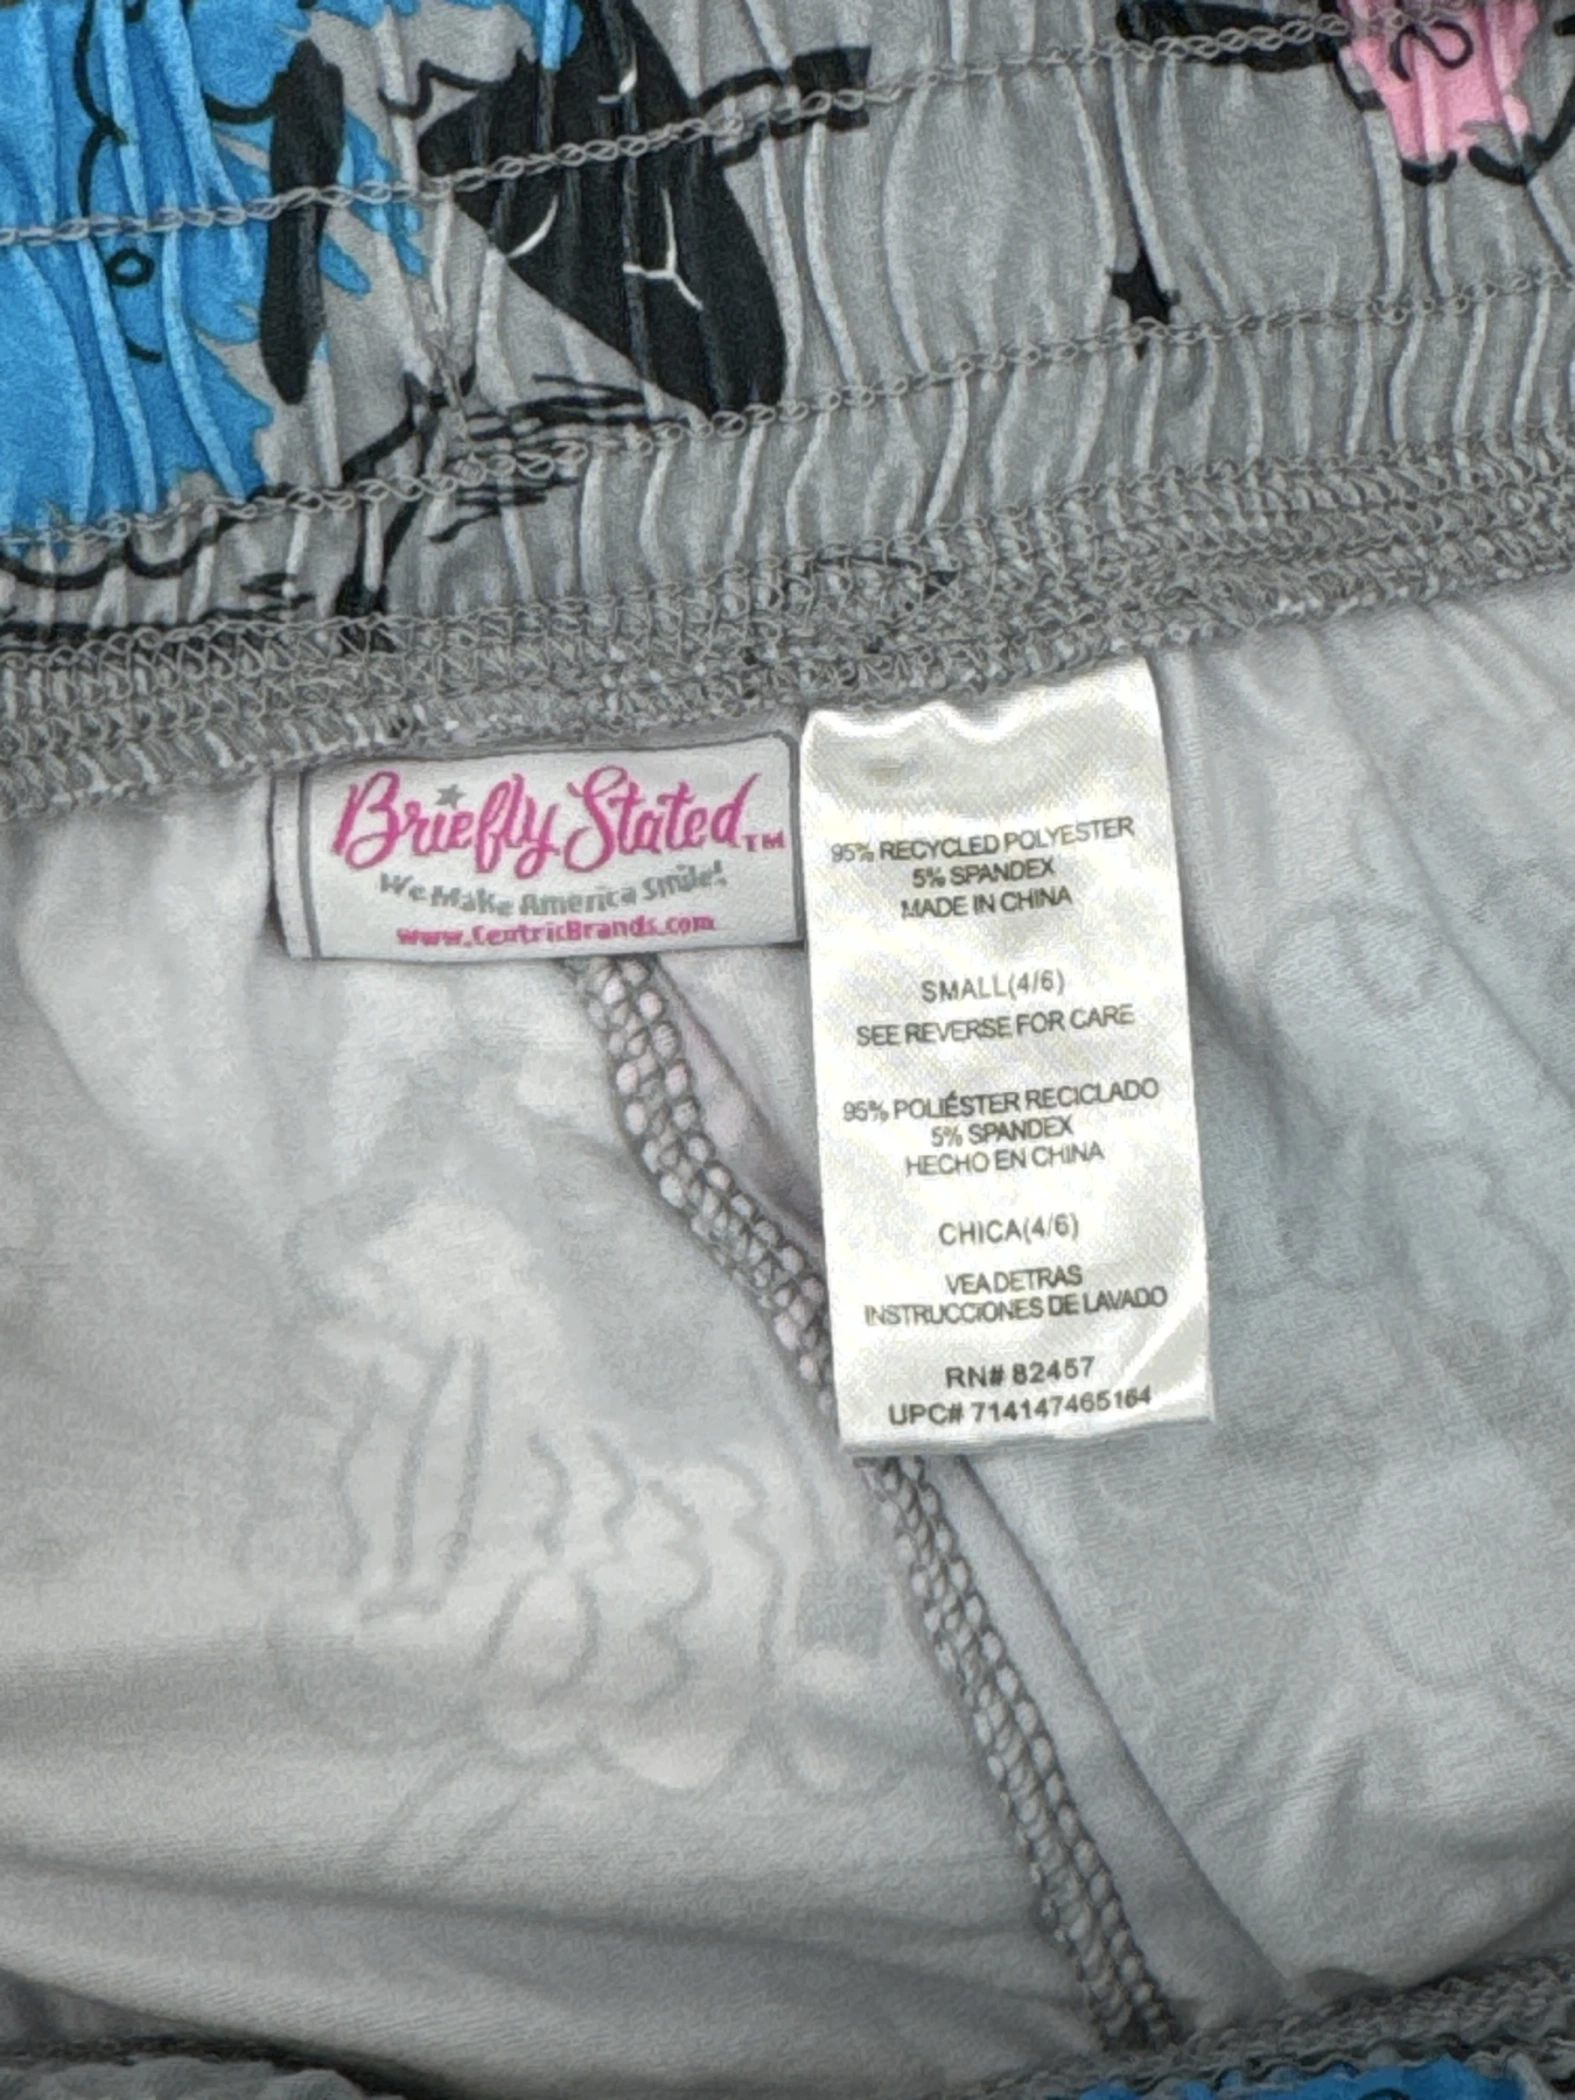 Briefly Stated™
We Make America Smile!
www.CentricBrands.com
95% RECYCLED POLYESTER
5% SPANDEX
MADE IN CHINA
SMALL(4/6)
SEE REVERSE FOR CARE
95% POLIÉSTER RECICLADO
5% SPANDEX
HECHO EN CHINA
CHICA(4/6)
VEA DETRAS
INSTRUCCIONES DE LAVADO
RN# 82457
UPC# 714147465164